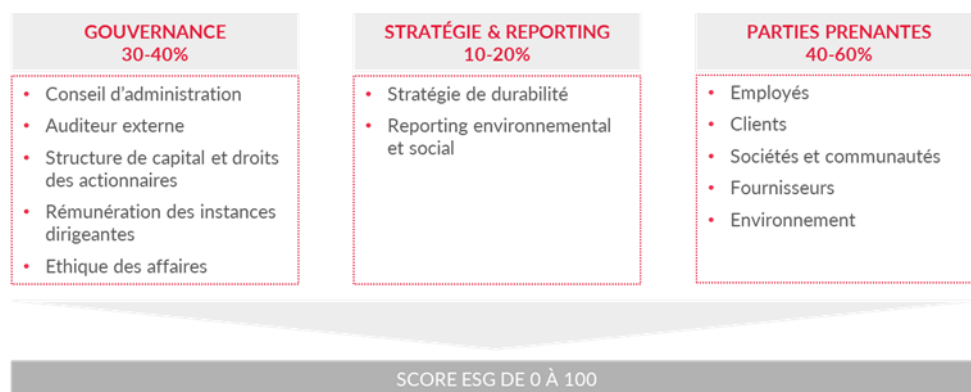 GOUVERNANCE
30-40%
• Conseil d'administration
• Auditeur externe
• Structure de capital et droits
des actionnaires
• Rémunération des instances
dirigeantes
• Ethique des affaires
STRATÉGIE & REPORTING
10-20%
• Stratégie de durabilité
• Reporting environnemental
et social
PARTIES PRENANTES
40-60%
• Employés
• Clients
• Sociétés et communautés
• Fournisseurs
• Environnement
SCORE ESG DE 0 À 100